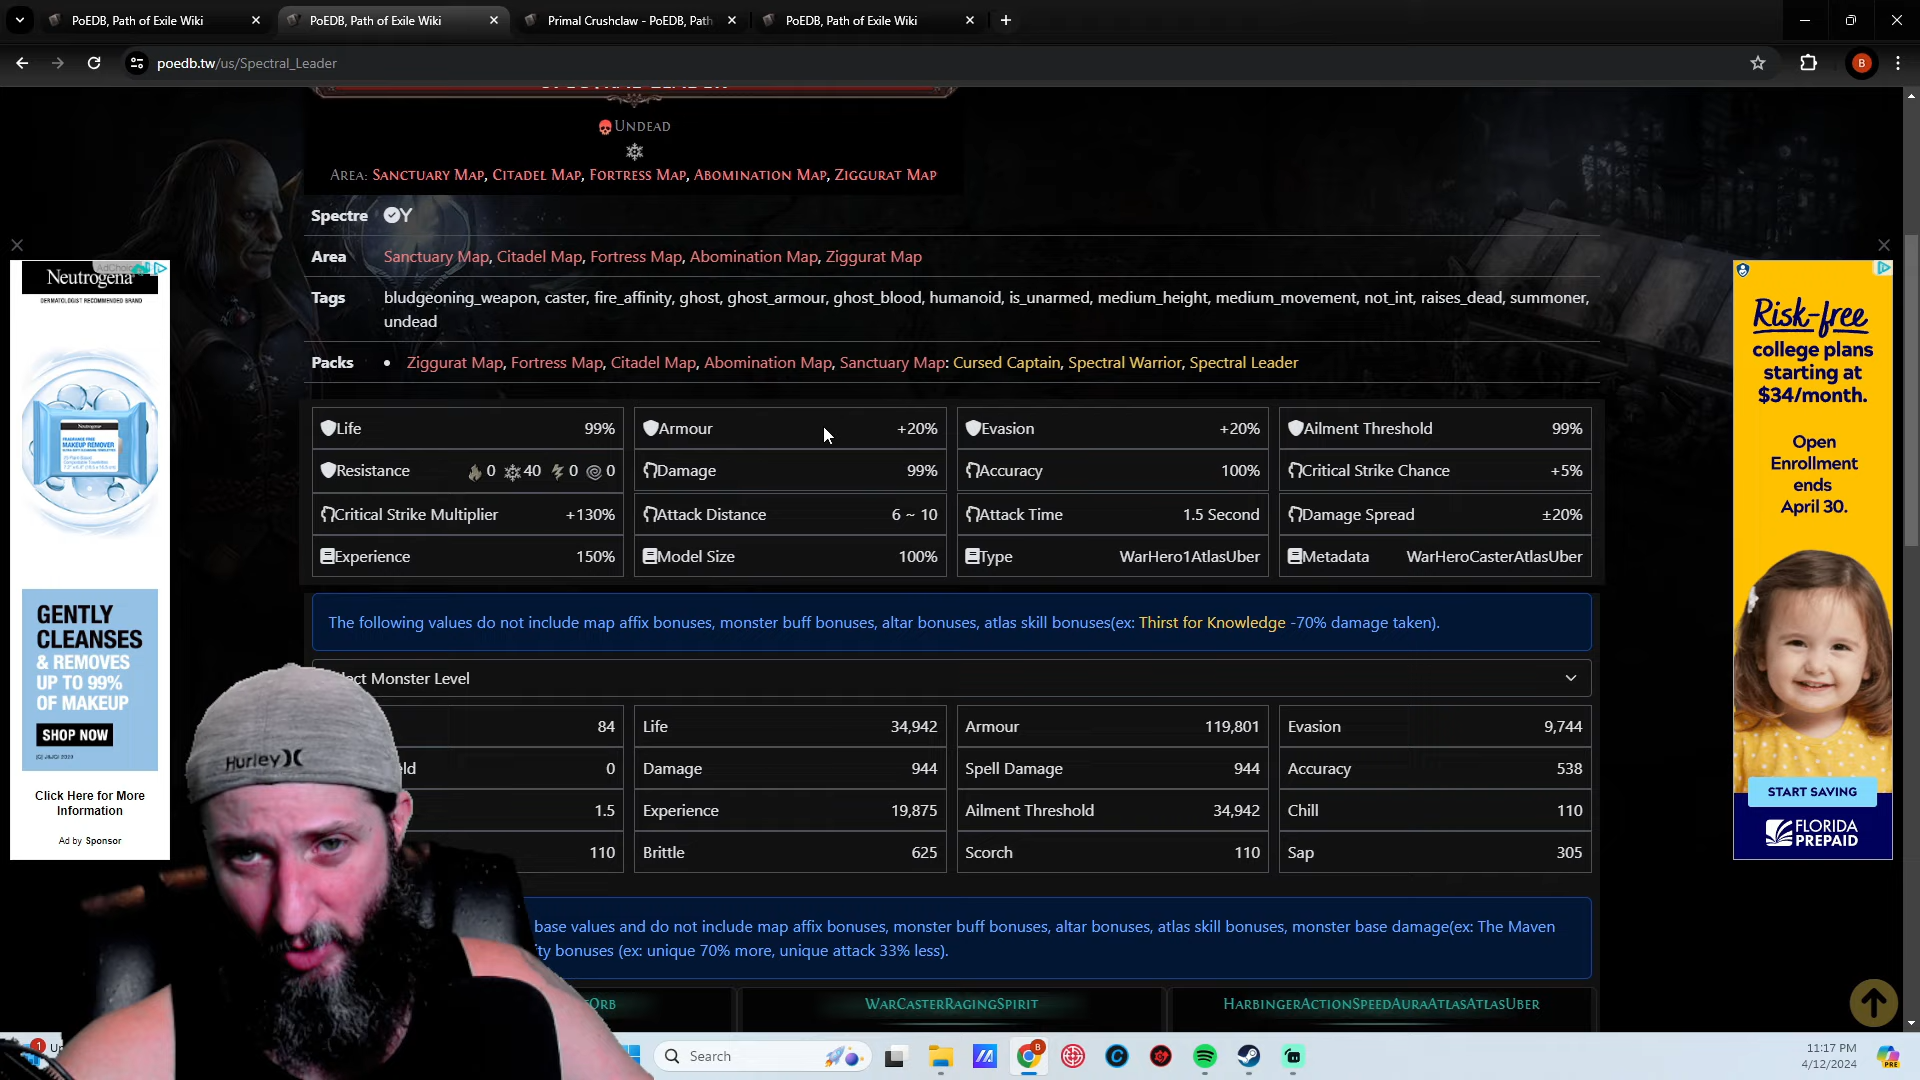 PoEDB, Path of Exile Wiki
PoEDB, Path of Exile Wiki
Primal Crushclaw - PoEDB, Path
PoEDB, Path of Exile Wiki
poedb.tw/us/Spectral_Leader
B
UNDEAD
AREA: SANCTUARY MAP, CITADEL MAP, FORTRESS MAP, ABOMINATION MAP, ZIGGURAT MAP
Spectre Y
Area Sanctuary Map, Citadel Map, Fortress Map, Abomination Map, Ziggurat Map
Tags bludgeoning_weapon, caster, fire_affinity, ghost, ghost_armour, ghost_blood, humanoid, is_unarmed, medium_height, medium_movement, not_int, raises_dead, summoner,
undead
Packs • Ziggurat Map, Fortress Map, Citadel Map, Abomination Map, Sanctuary Map: Cursed Captain, Spectral Warrior, Spectral Leader
Life 99% Armour +20% Evasion +20% Ailment Threshold 99%
Resistance 0 40 0 0 Damage 99% Accuracy 100% Critical Strike Chance +5%
Critical Strike Multiplier +130% Attack Distance 6 ~ 10 Attack Time 1.5 Second Damage Spread ±20%
Experience 150% Model Size 100% Type WarHero1AtlasUber Metadata WarHeroCasterAtlasUber
The following values do not include map affix bonuses, monster buff bonuses, altar bonuses, atlas skill bonuses(ex: Thirst for Knowledge -70% damage taken).
ect Monster Level
84 Life 34,942 Armour 119,801 Evasion 9,744
ld 0 Damage 944 Spell Damage 944 Accuracy 538
1.5 Experience 19,875 Ailment Threshold 34,942 Chill 110
110 Brittle 625 Scorch 110 Sap 305
base values and do not include map affix bonuses, monster buff bonuses, altar bonuses, atlas skill bonuses, monster base damage(ex: The Maven
ty bonuses (ex: unique 70% more, unique attack 33% less).
ORB WARCASTERRAGINGSPIRIT HARBINGERACTIONSPEEDAURAATLASATLASUBER
Neutrogena
DERMATOLOGIST RECOMMENDED BRAND
Neutrogena
MAKEUP REMOVER
GENTLY
CLEANSES
& REMOVES
UP TO 99%
OF MAKEUP
SHOP NOW
Click Here for More
Information
Ad by Sponsor
Risk-free
college plans
starting at
$34/month.
Open
Enrollment
ends
April 30.
START SAVING
FLORIDA
PREPAID
Hurley
1
Search
B
11:17 PM
4/12/2024
PRE